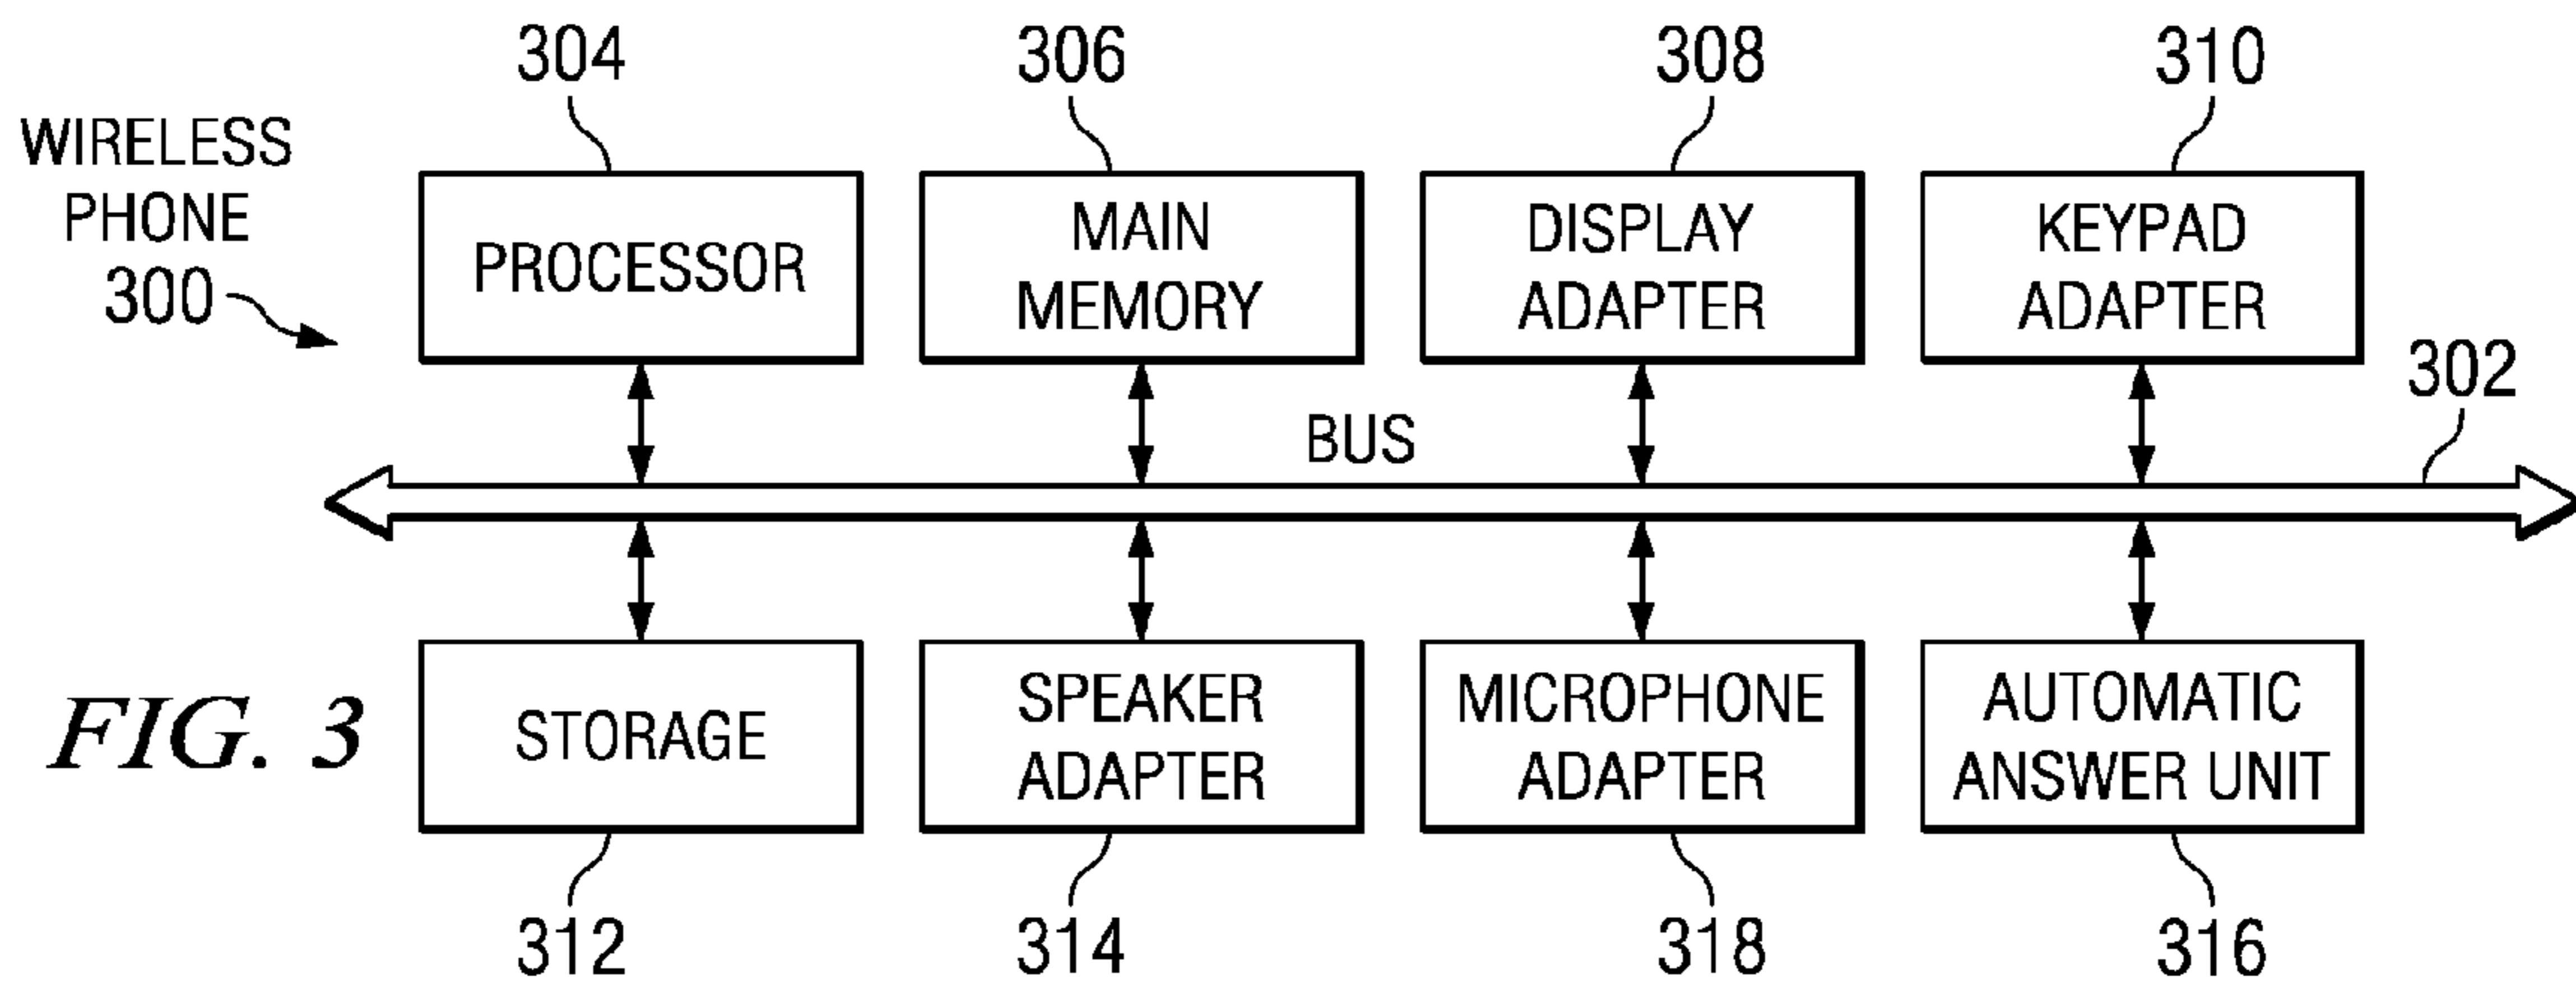 304
306
308
310
WIRELESS
PHONE
300
PROCESSOR
MAIN
MEMORY
DISPLAY
ADAPTER
KEYPAD
ADAPTER
302
BUS
FIG. 3
STORAGE
SPEAKER
ADAPTER
MICROPHONE
ADAPTER
AUTOMATIC
ANSWER UNIT
312
314
318
316